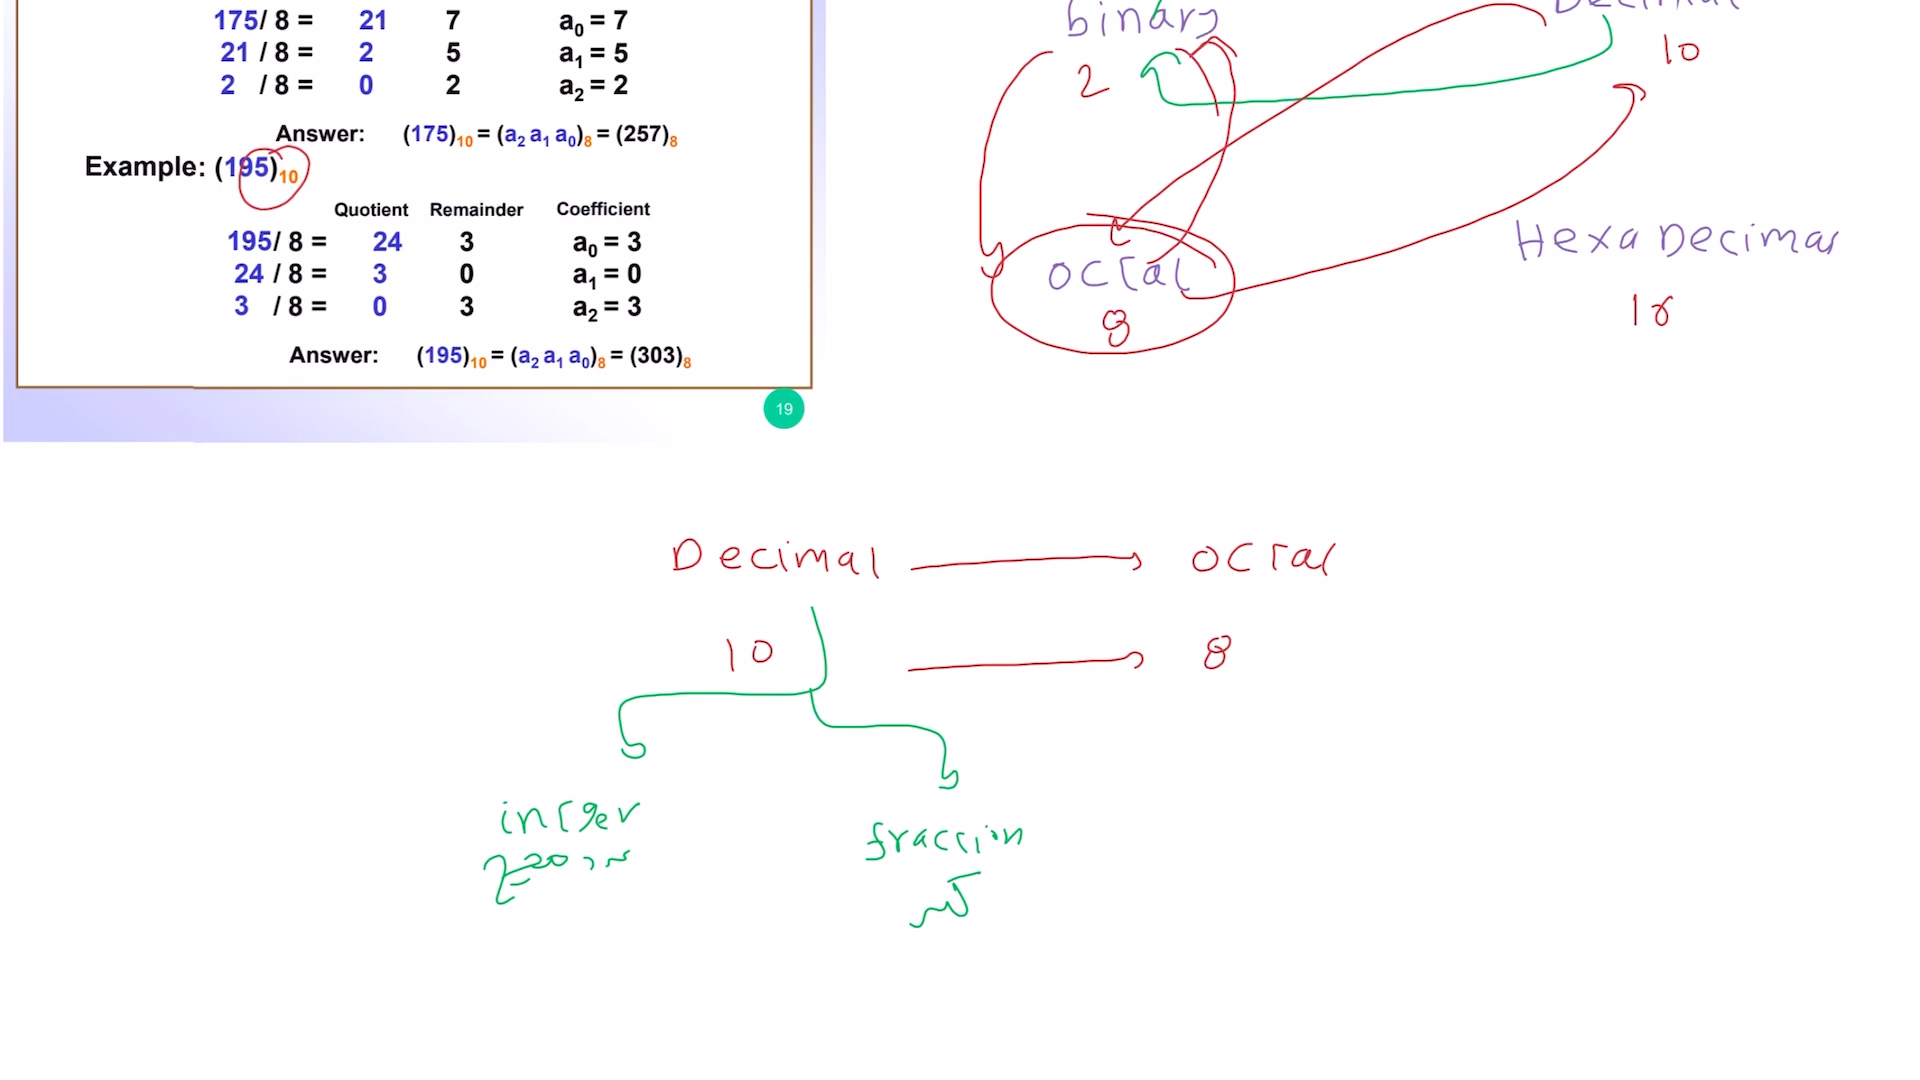 175/ 8 = 21 7 a0 = 7
21 / 8 = 2 5 a1 = 5
2 / 8 = 0 2 a2 = 2
Answer: (175)10 = (a2 a1 a0)8 = (257)8
Example: (195)10
Quotient Remainder Coefficient
195/ 8 = 24 3 a0 = 3
24 / 8 = 3 0 a1 = 0
3 / 8 = 0 3 a2 = 3
Answer: (195)10 = (a2 a1 a0)8 = (303)8
19
binary
2
Decimal
10
octal
8
Hexa Decimal
16
Decimal octal
10 8
intger
fraction